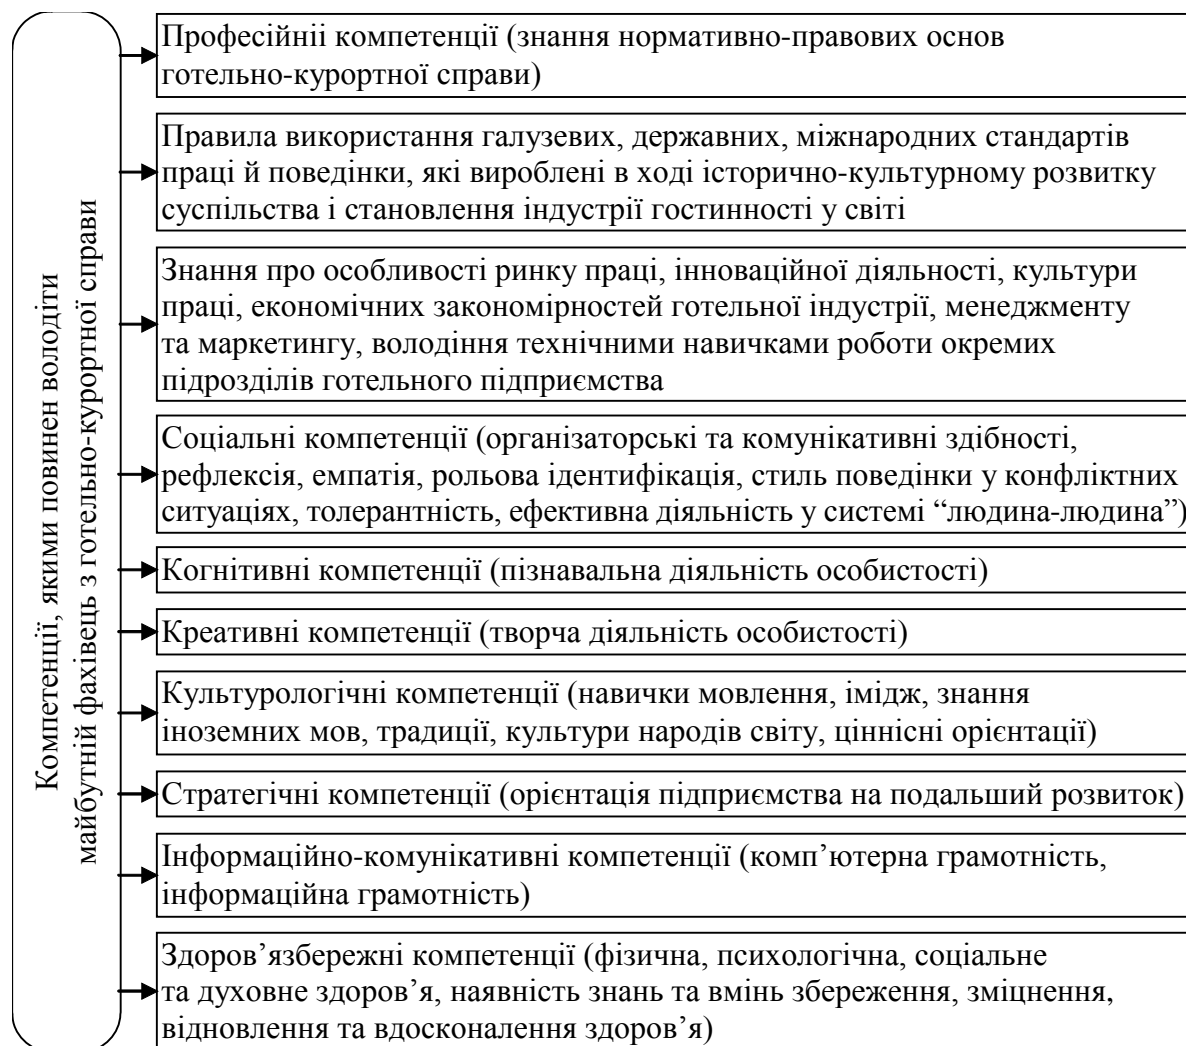 Компетенції, якими повинен володіти
майбутній фахівець з готельно-курортної справи
Професійніі компетенції (знання нормативно-правових основ
готельно-курортної справи)
Правила використання галузевих, державних, міжнародних стандартів
праці й поведінки, які вироблені в ході історично-культурному розвитку
суспільства і становлення індустрії гостинності у світі
Знання про особливості ринку праці, інноваційної діяльності, культури
праці, економічних закономірностей готельної індустрії, менеджменту
та маркетингу, володіння технічними навичками роботи окремих
підрозділів готельного підприємства
Соціальні компетенції (організаторські та комунікативні здібності,
рефлексія, емпатія, рольова ідентифікація, стиль поведінки у конфліктних
ситуаціях, толерантність, ефективна діяльність у системі “людина-людина”)
Когнітивні компетенції (пізнавальна діяльність особистості)
Креативні компетенції (творча діяльність особистості)
Культурологічні компетенції (навички мовлення, імідж, знання
іноземних мов, традиції, культури народів світу, ціннісні орієнтації)
Стратегічні компетенції (орієнтація підприємства на подальший розвиток)
Інформаційно-комунікативні компетенції (комп’ютерна грамотність,
інформаційна грамотність)
Здоров’язбережні компетенції (фізична, психологічна, соціальне
та духовне здоров’я, наявність знань та вмінь збереження, зміцнення,
відновлення та вдосконалення здоров’я)